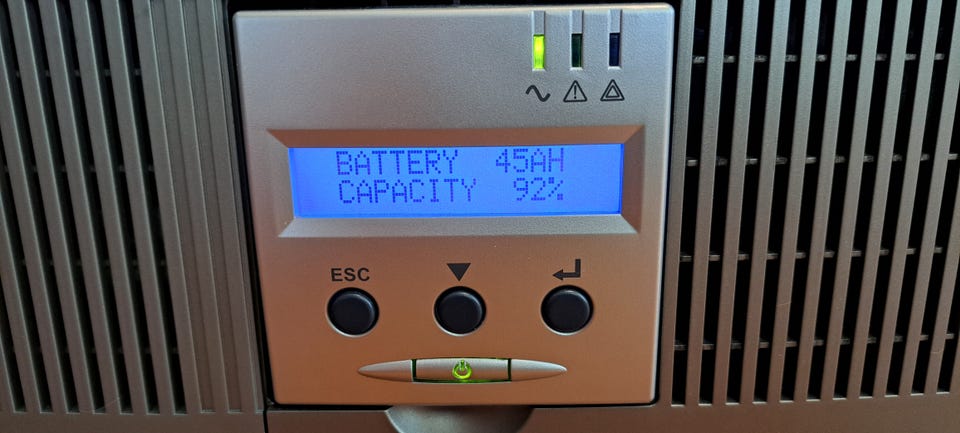 BATTERY 45AH
CAPACITY 92%
ESC